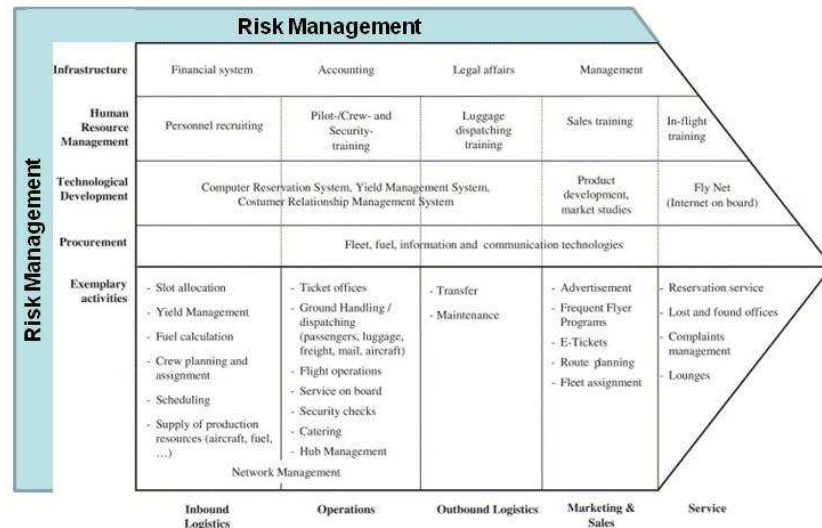 Risk Management
Risk Management
Infrastructure
Financial system
Accounting
Legal affairs
Management
Human
Resource
Management
Personnel recruiting
Pilot-/Crew- and
Security-
training
Luggage
dispatching
training
Sales training
In-flight
training
Technological
Development
Computer Reservation System, Yield Management System,
Costumer Relationship Management System
Product
development,
market studies
Fly Net
(Internet on board)
Procurement
Fleet, fuel, information and communication technologies
Exemplary
activities
- Slot allocation
- Yield Management
- Fuel calculation
- Crew planning and
assignment
- Scheduling
- Supply of production
resources (aircraft, fuel,
…)
- Ticket offices
- Ground Handling /
dispatching
(passengers, luggage,
freight, mail, aircraft)
- Flight operations
- Service on board
- Security checks
- Catering
- Hub Management
Network Management
- Transfer
- Maintenance
- Advertisement
- Frequent Flyer
Programs
- E-Tickets
- Route planning
- Fleet assignment
- Reservation service
- Lost and found offices
- Complaints
management
- Lounges
Inbound
Logistics
Operations
Outbound Logistics
Marketing &
Sales
Service